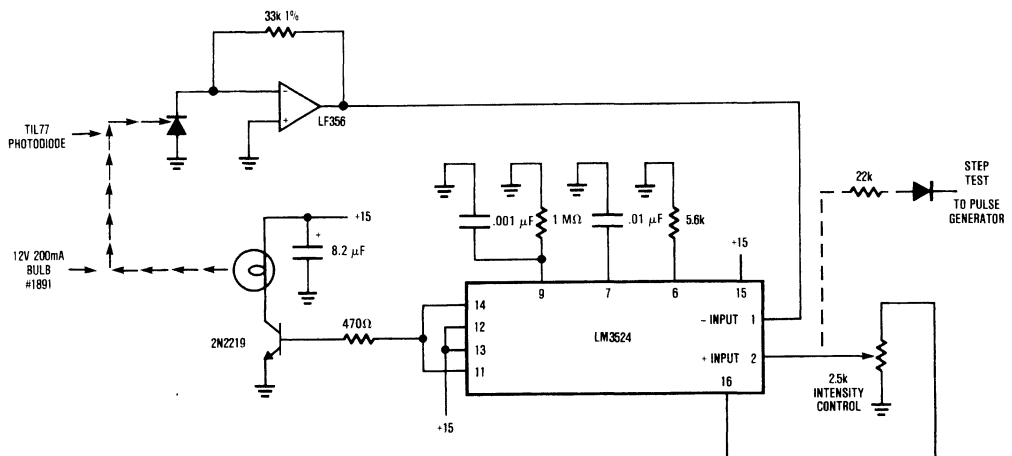 33k 1%
−
+
LF356
TIL77
PHOTODIODE
STEP
TEST
22k
TO PULSE
GENERATOR
.001 μF
1 MΩ
.01 μF
5.6k
+15
+
8.2 μF
+15
12V 200mA
BULB
#1891
9
7
6
15
14
12
13
11
− INPUT 1
LM3524
470Ω
2N2219
+ INPUT 2
16
2.5k
INTENSITY
CONTROL
+15